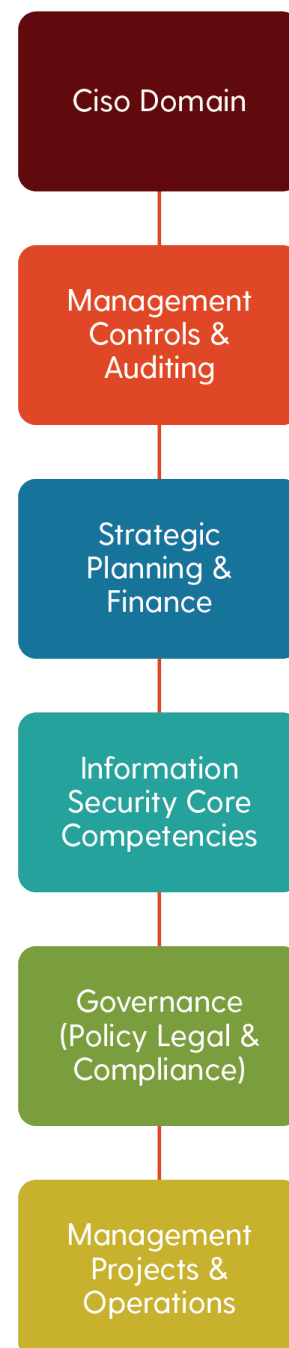 Ciso Domain
Management
Controls &
Auditing
Strategic
Planning &
Finance
Information
Security Core
Competencies
Governance
(Policy Legal &
Compliance)
Management
Projects &
Operations